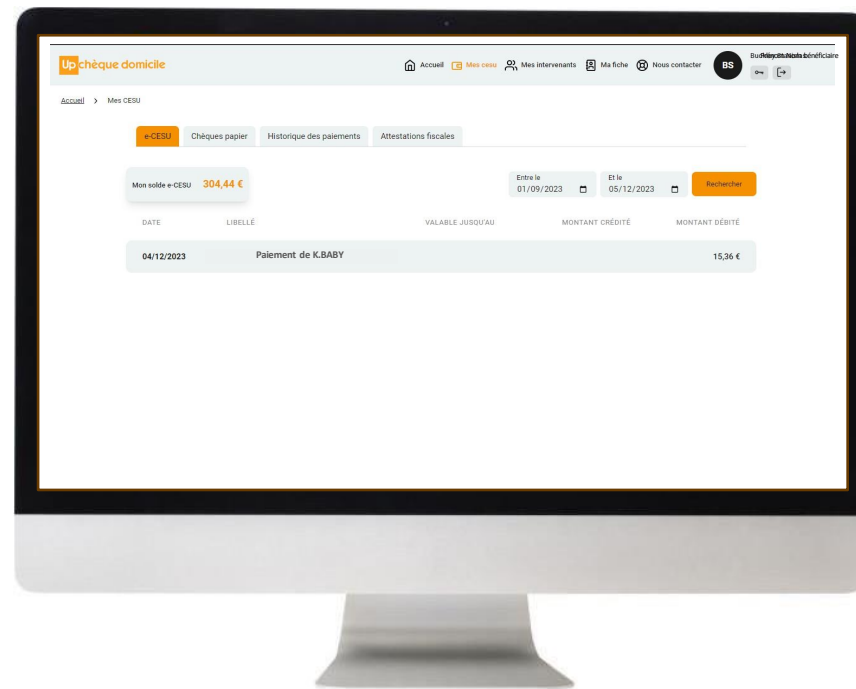 Up chèque domicile
Accueil Mes cesu Mes intervenants Ma fiche Nous contacter BS
Accueil > Mes CESU
e-CESU Chèques papier Historique des paiements Attestations fiscales
Mon solde e-CESU 304,44 €
Entre le Et le
01/09/2023 05/12/2023 Rechercher
DATE LIBELLÉ VALABLE JUSQU'AU MONTANT CRÉDITÉ MONTANT DÉBITÉ
04/12/2023 Paiement de K.BABY 15,36 €